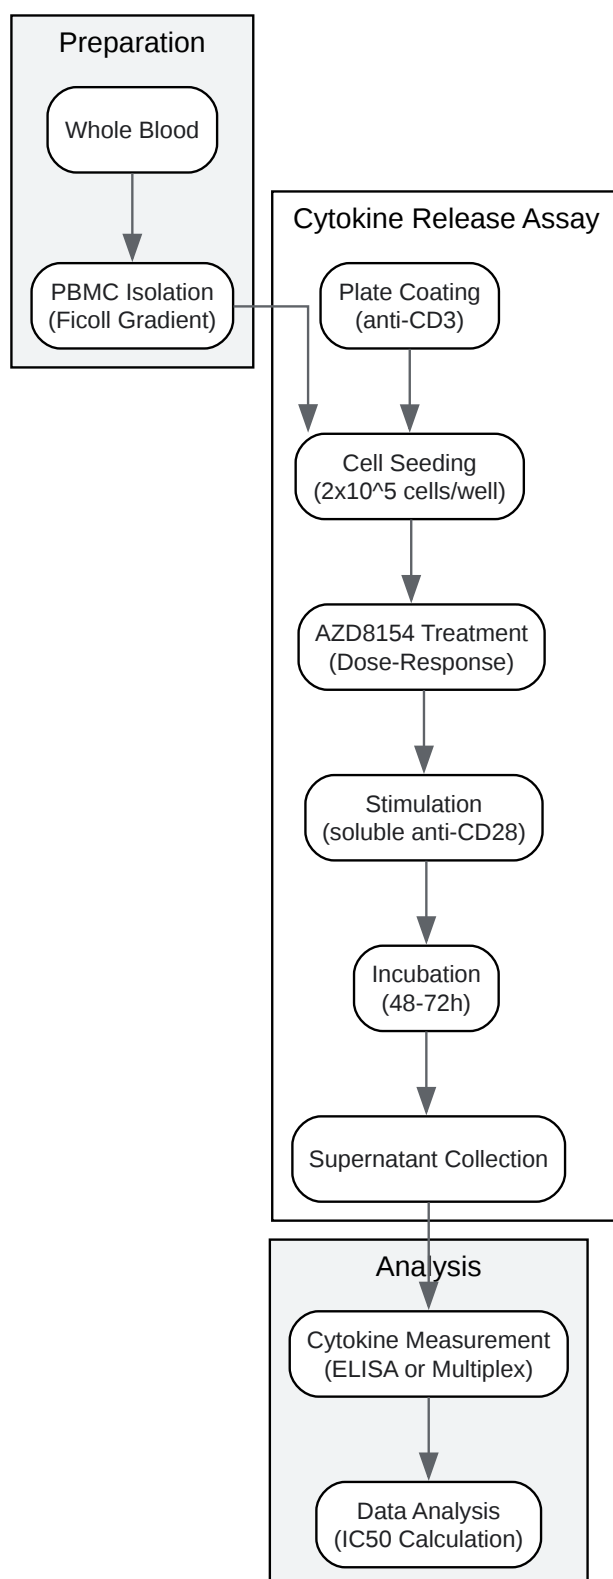 Preparation
Whole Blood
PBMC Isolation
(Ficoll Gradient)
Cytokine Release Assay
Plate Coating
(anti-CD3)
Cell Seeding
(2x10^5 cells/well)
AZD8154 Treatment
(Dose-Response)
Stimulation
(soluble anti-CD28)
Incubation
(48-72h)
Supernatant Collection
Analysis
Cytokine Measurement
(ELISA or Multiplex)
Data Analysis
(IC50 Calculation)